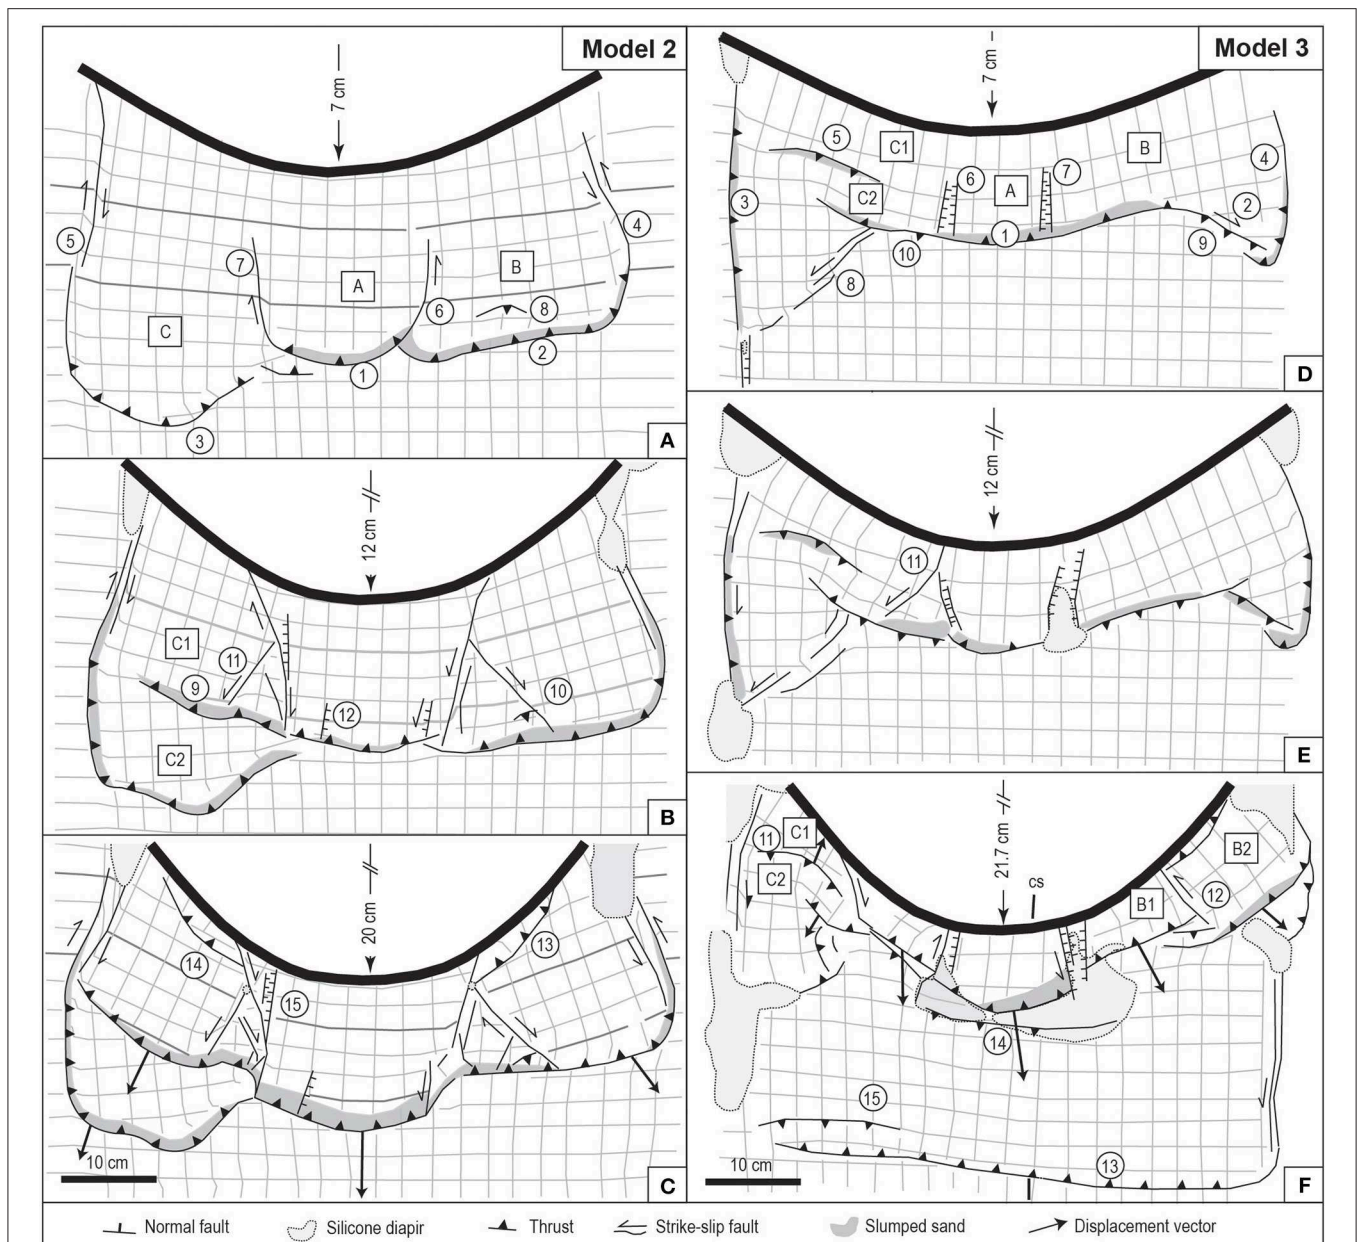 Model 2
7 cm
5
7
4
A
B
6
8
C
2
1
3
A
12 cm
C1
11
9
10
12
C2
B
20 cm
13
14
15
10 cm
C
Model 3
7 cm
5
C1
B
4
6
7
A
3
C2
2
1
9
10
8
D
12 cm
11
E
21.7 cm
11
C1
C2
cs
B2
B1
12
14
15
13
10 cm
F
Normal fault
Silicone diapir
Thrust
Strike-slip fault
Slumped sand
Displacement vector